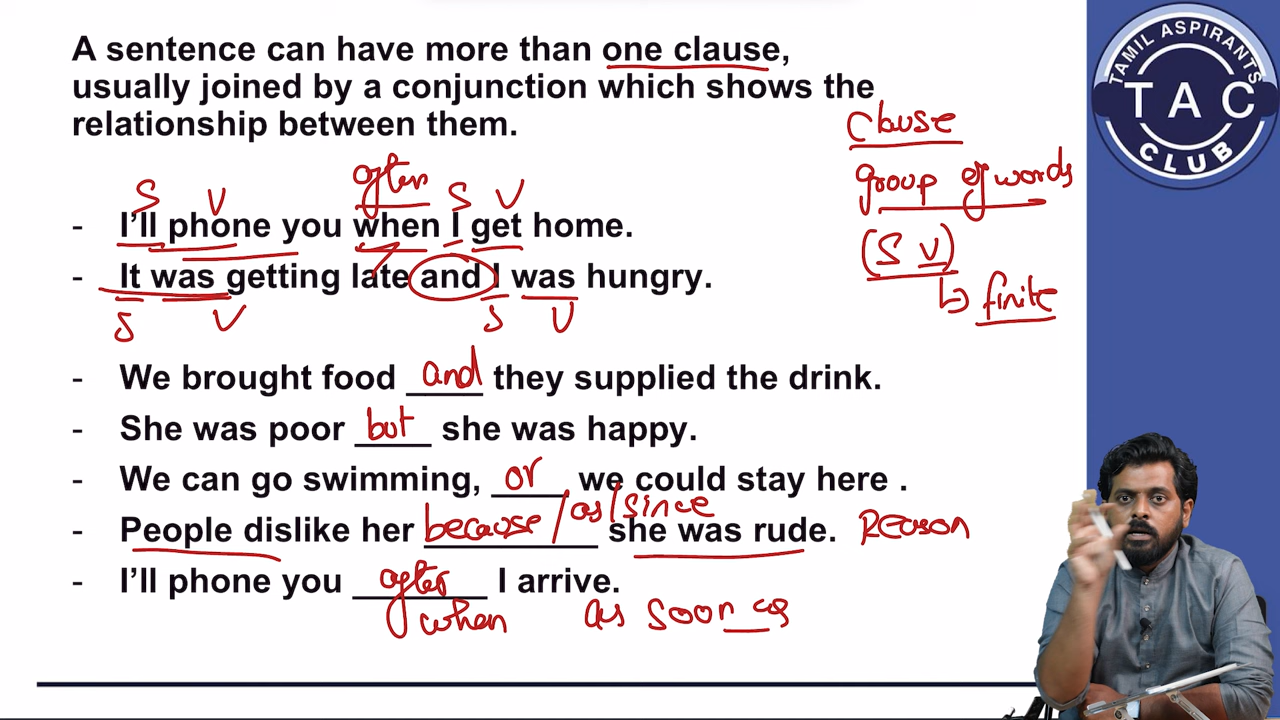 A sentence can have more than one clause,
usually joined by a conjunction which shows the
relationship between them.
clause
group of words
(S V)
finite
S V after S V
- I'll phone you when I get home.
- It was getting late and I was hungry.
S V S V
- We brought food and they supplied the drink.
- She was poor but she was happy.
- We can go swimming, or we could stay here .
- People dislike her because / as / since she was rude. Reason
- I'll phone you after I arrive.
when as soon as
TAMIL ASPIRANTS
TAC
CLUB